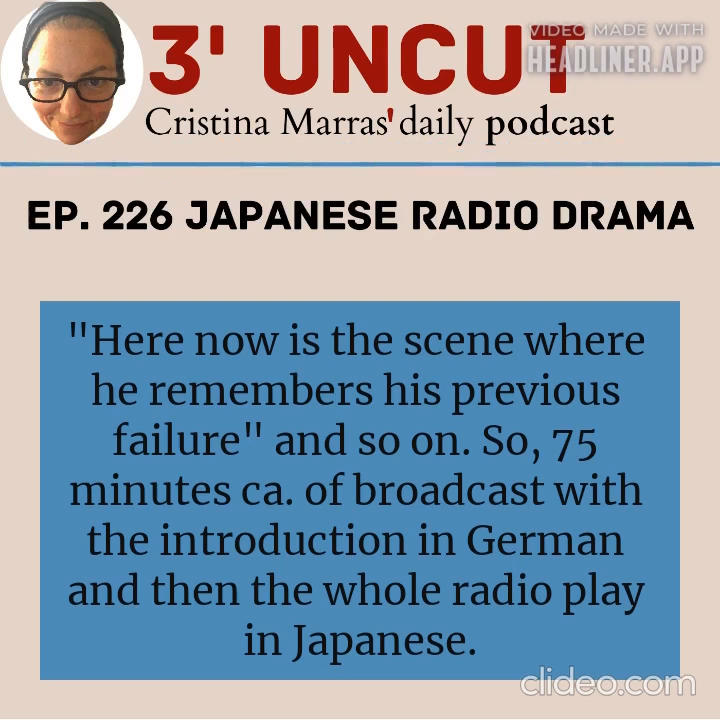 3' UNCUT
VIDEO MADE WITH
HEADLINER.APP
Cristina Marras'daily podcast
EP. 226 JAPANESE RADIO DRAMA
"Here now is the scene where
he remembers his previous
failure" and so on. So, 75
minutes ca. of broadcast with
the introduction in German
and then the whole radio play
in Japanese.
clideo.com